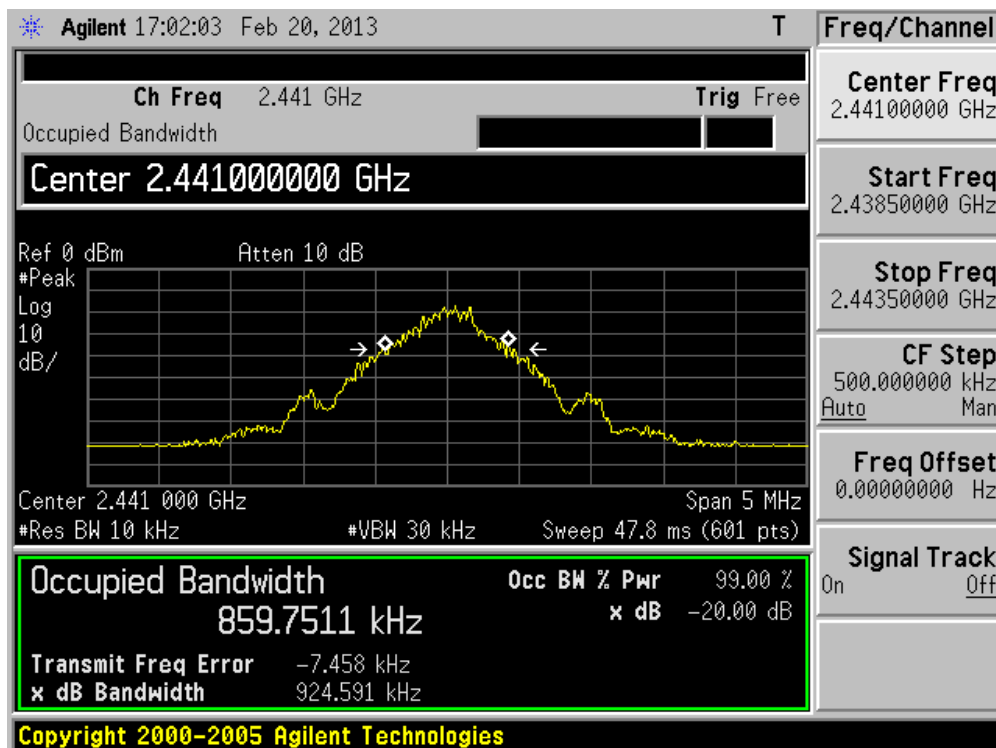 Agilent 17:02:03 Feb 20, 2013 T
Freq/Channel
Ch Freq 2.441 GHz Trig Free
Occupied Bandwidth
Center 2.441000000 GHz
Ref 0 dBm Atten 10 dB
#Peak
Log
10
dB/
Center 2.441 000 GHz Span 5 MHz
#Res BW 10 kHz #VBW 30 kHz Sweep 47.8 ms (601 pts)
Occupied Bandwidth
859.7511 kHz
Occ BW % Pwr 99.00 %
x dB -20.00 dB
Transmit Freq Error -7.458 kHz
x dB Bandwidth 924.591 kHz
Center Freq
2.44100000 GHz
Start Freq
2.43850000 GHz
Stop Freq
2.44350000 GHz
CF Step
500.000000 kHz
Auto Man
Freq Offset
0.00000000 Hz
Signal Track
On Off
Copyright 2000-2005 Agilent Technologies